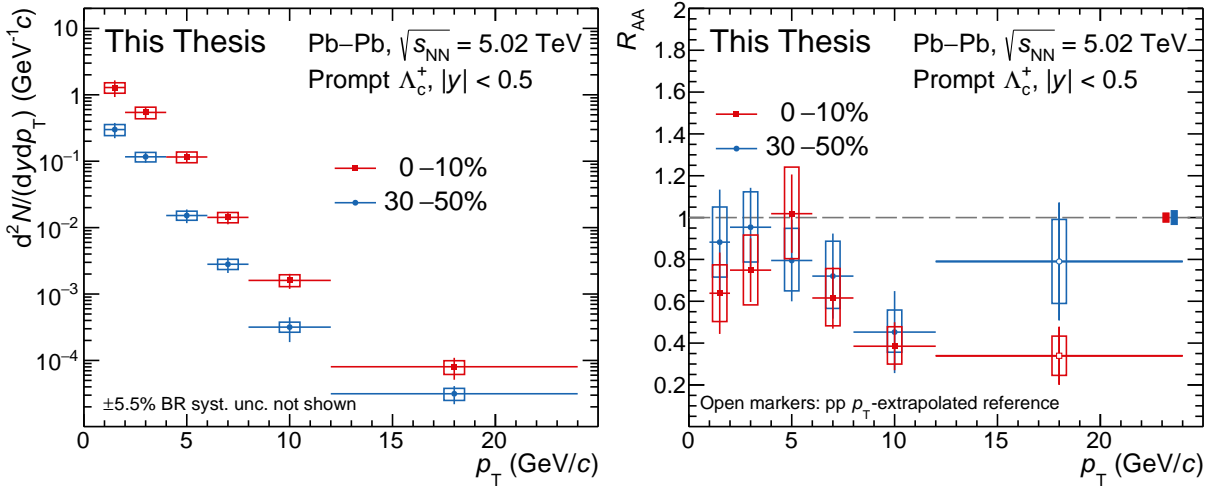 This Thesis
Pb–Pb, √sNN = 5.02 TeV
Prompt Λc+, |y| < 0.5
0 –10%
30 –50%
±5.5% BR syst. unc. not shown
d2N/(dydpT) (GeV−1c)
10
1
10−1
10−2
10−3
10−4
0 5 10 15 20
pT (GeV/c)
This Thesis
Pb–Pb, √sNN = 5.02 TeV
Prompt Λc+, |y| < 0.5
0 –10%
30 –50%
Open markers: pp pT-extrapolated reference
RAA
2
1.8
1.6
1.4
1.2
1
0.8
0.6
0.4
0.2
0 5 10 15 20
pT (GeV/c)